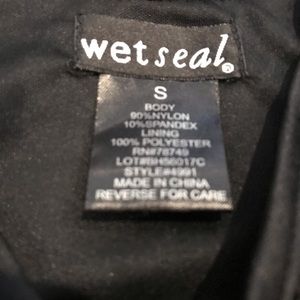 wet seal®
S
BODY
90%NYLON
10%SPANDEX
LINING
100% POLYESTER
RN#78749
LOT#BH56017C
STYLE#4991
MADE IN CHINA
REVERSE FOR CARE